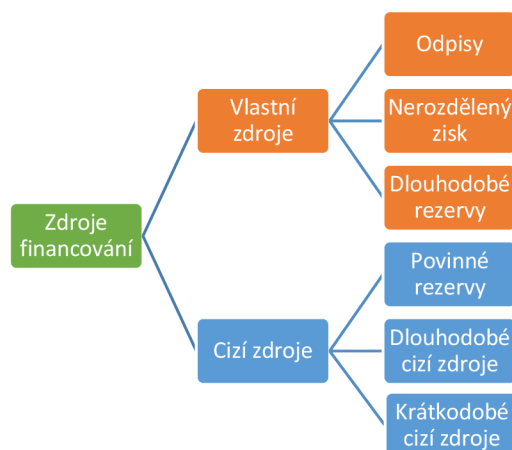 Zdroje
financování
Vlastní
zdroje
Odpisy
Nerozdělený
zisk
Dlouhodobé
rezervy
Cizí zdroje
Povinné
rezervy
Dlouhodobé
cizí zdroje
Krátkodobé
cizí zdroje